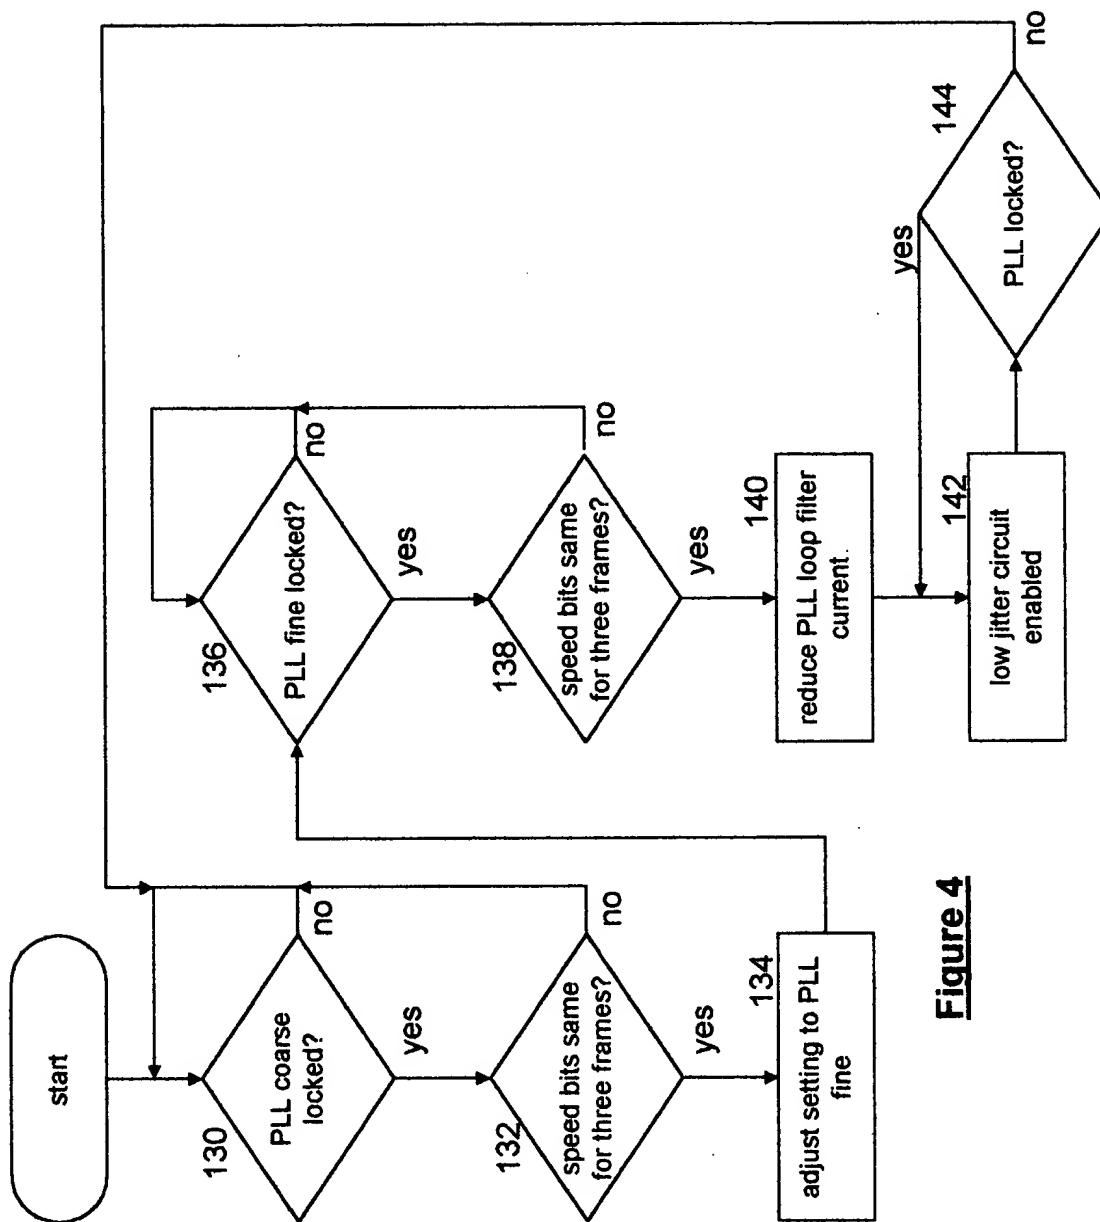 start
130
PLL coarse
locked?
no
yes
132
speed bits same
for three frames?
no
yes
134
adjust setting to PLL
fine
136
PLL fine locked?
no
yes
138
speed bits same
for three frames?
no
yes
140
reduce PLL loop filter
current.
142
low jitter circuit
enabled
yes
144
PLL locked?
no
Figure 4